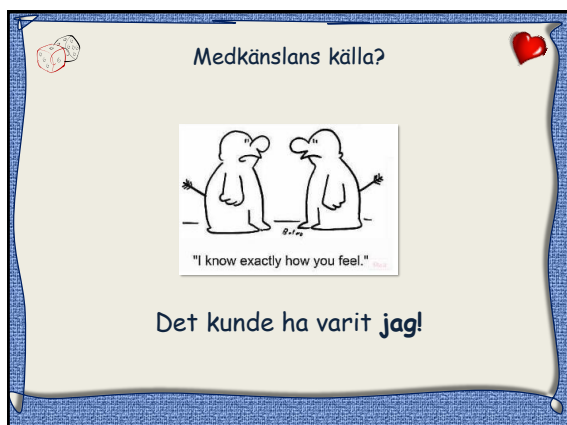 Medkänslans källa?
"I know exactly how you feel."
Det kunde ha varit jag!